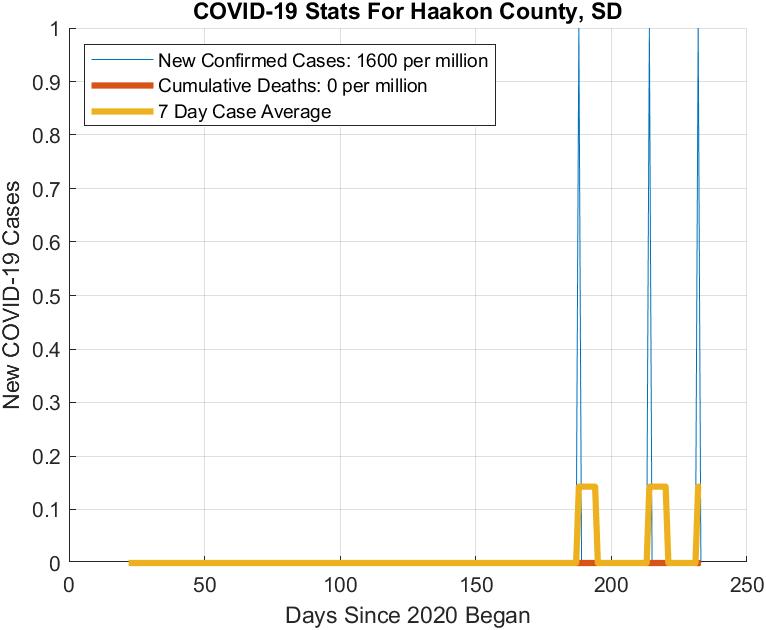 COVID-19 Stats For Haakon County, SD
New Confirmed Cases: 1600 per million
Cumulative Deaths: 0 per million
7 Day Case Average
New COVID-19 Cases
1
0.9
0.8
0.7
0.6
0.5
0.4
0.3
0.2
0.1
0
0 50 100 150 200 250
Days Since 2020 Began